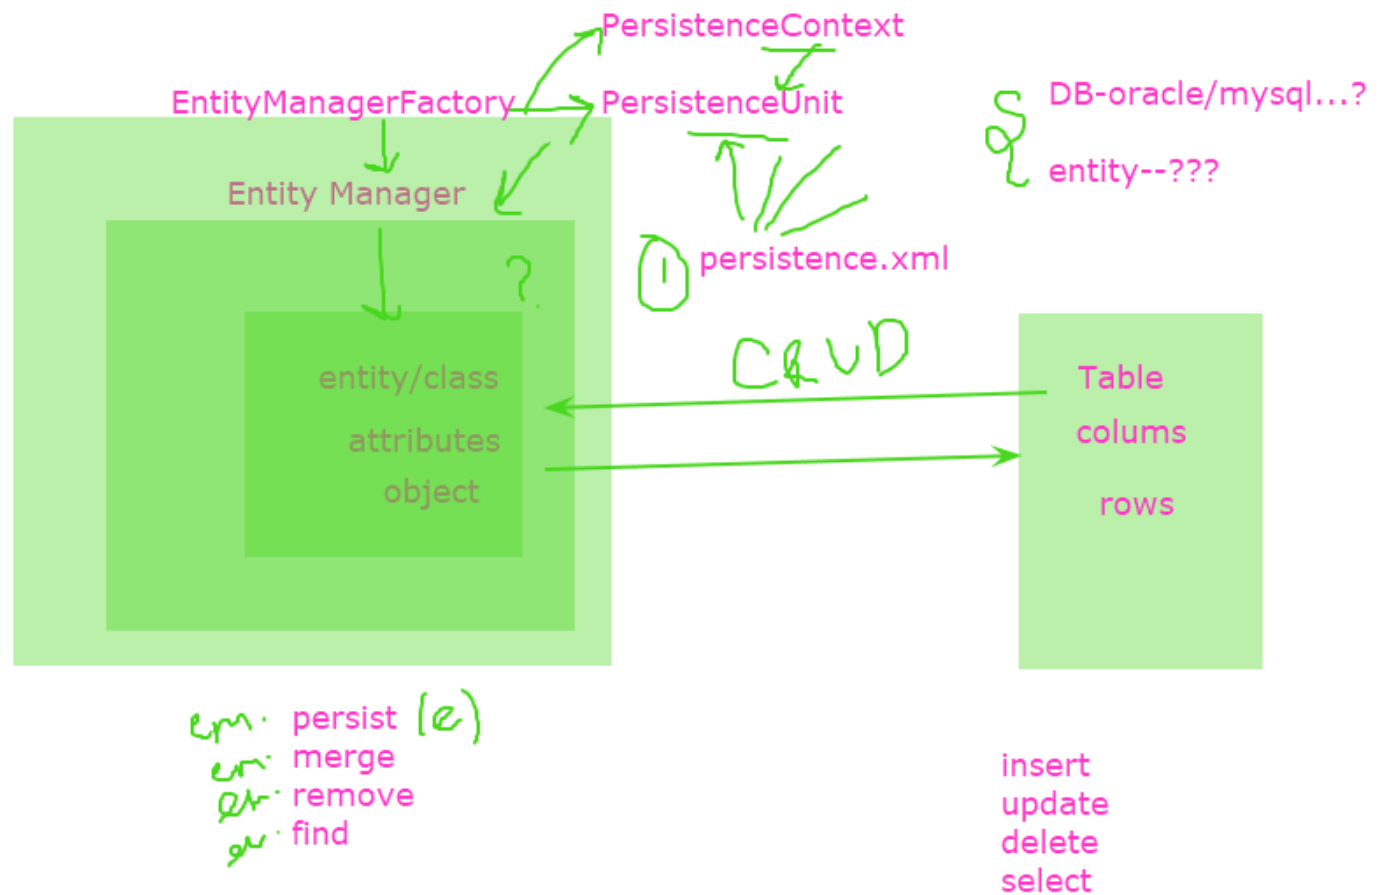 PersistenceContext
EntityManagerFactory
PersistenceUnit
DB-oracle/mysql...?
entity--???
Entity Manager
?
1
persistence.xml
CRUD
entity/class
attributes
object
Table
colums
rows
em. persist (e)
em. merge
em. remove
em. find
insert
update
delete
select